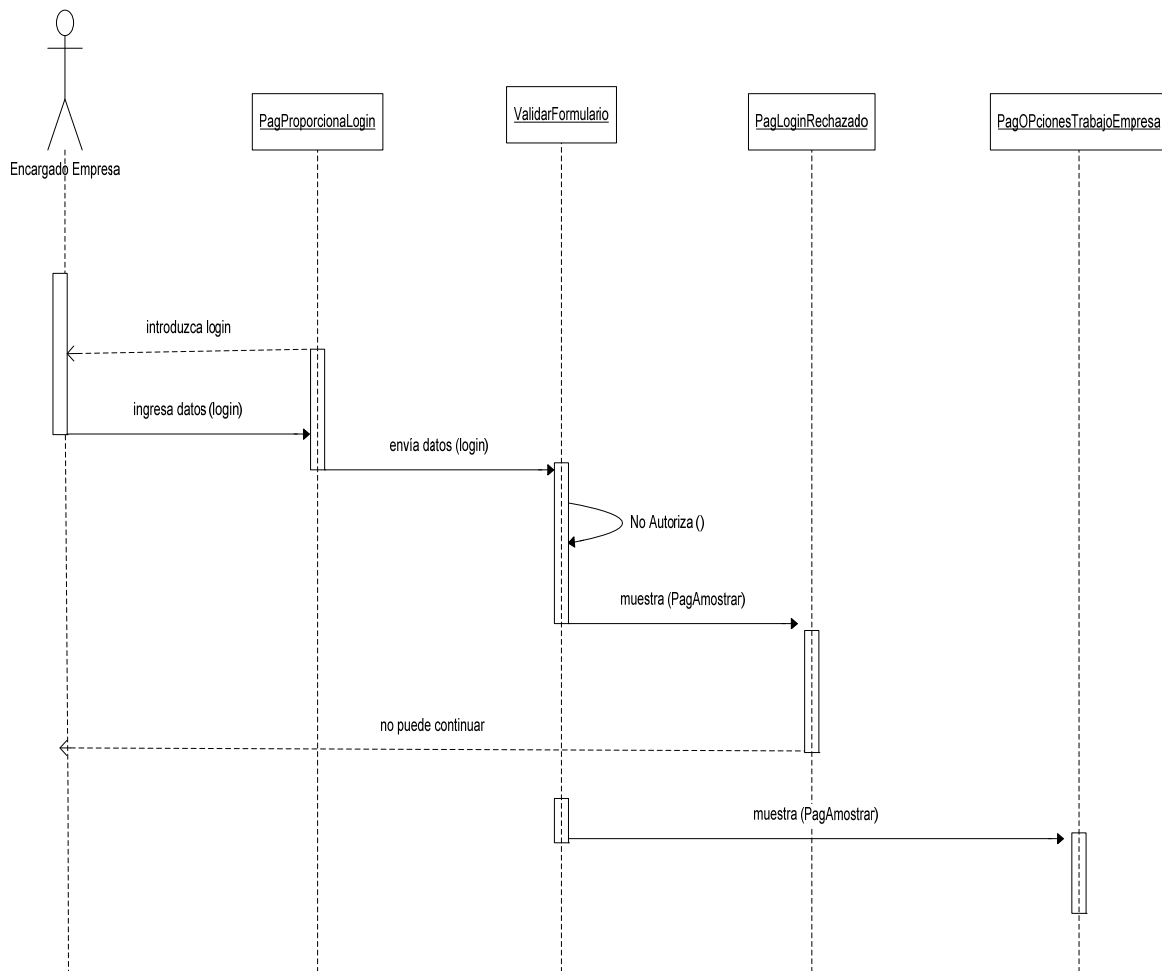 Encargado Empresa
PagProporcionaLogin
ValidarFormulario
PagLoginRechazado
PagOPcionesTrabajoEmpresa
introduzca login
ingresa datos (login)
envía datos (login)
No Autoriza ()
muestra (PagAmostrar)
no puede continuar
muestra (PagAmostrar)